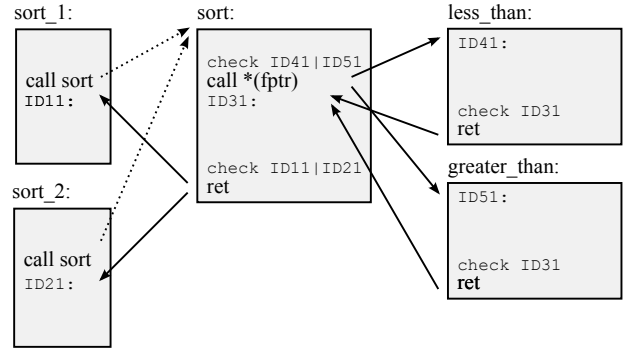 sort_1:
call sort
ID11:
sort_2:
call sort
ID21:
sort:
check ID41|ID51
call *(fptr)
ID31:
check ID11|ID21
ret
less_than:
ID41:
check ID31
ret
greater_than:
ID51:
check ID31
ret